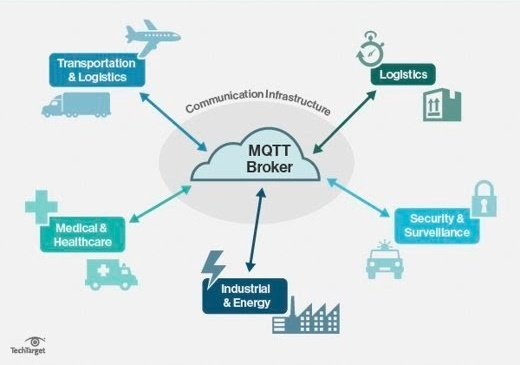 Transportation
& Logistics
Logistics
Communication Infrastructure
MQTT
Broker
Medical &
Healthcare
Security &
Surveillance
Industrial
& Energy
TechTarget